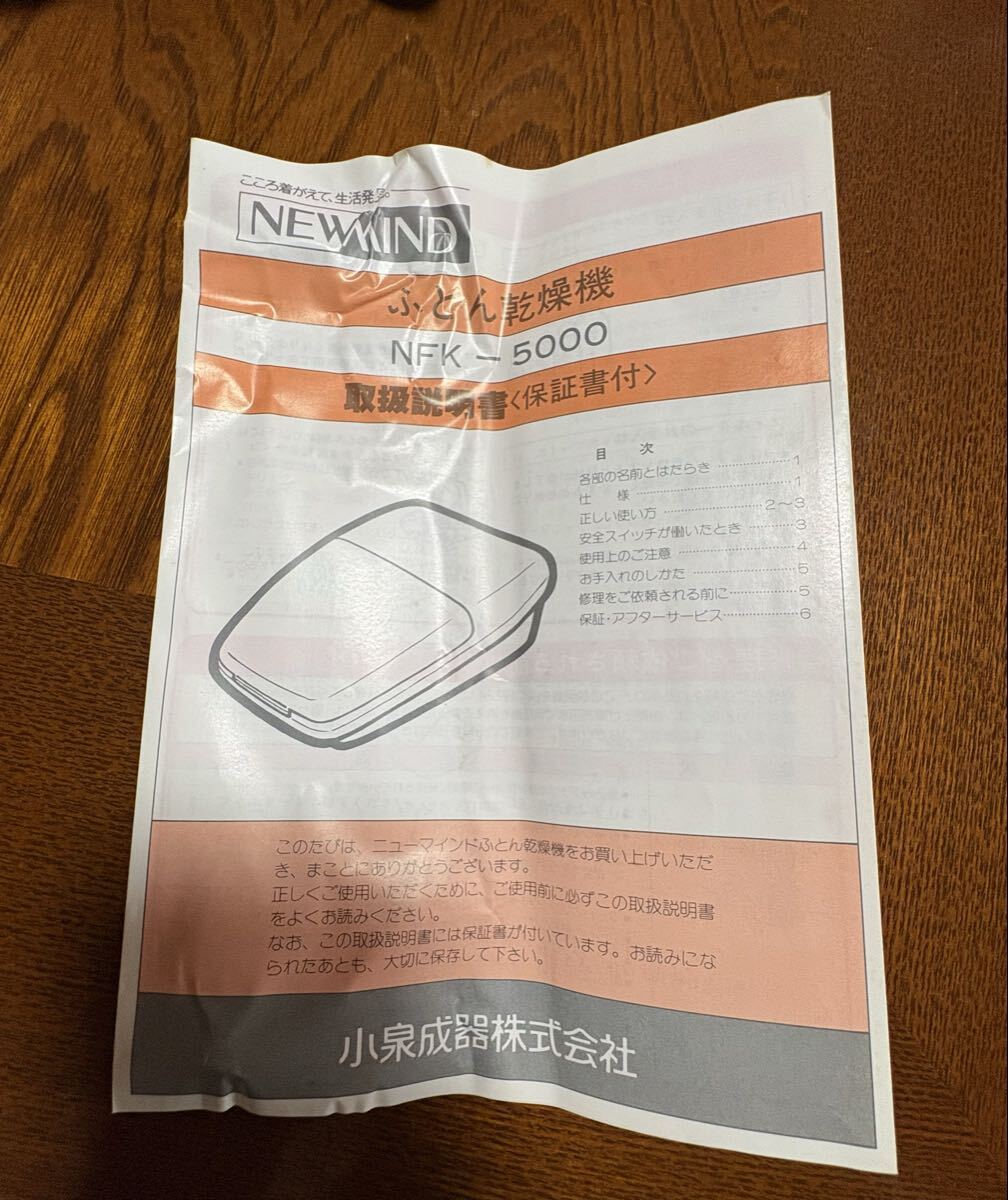 こころ着がえて、生活発見。
NEWMIND
ふとん乾燥機
NFK－5000
取扱説明書〈保証書付〉
目　次
各部の名前とはたらき…………………1
仕　様…………………1
正しい使い方…………………2〜3
安全スイッチが働いたとき…………………3
使用上のご注意…………………4
お手入れのしかた…………………5
修理をご依頼される前に…………………5
保証・アフターサービス…………………6
このたびは、ニューマインドふとん乾燥機をお買い上げいただ
き、まことにありがとうございます。
正しくご使用いただくために、ご使用前に必ずこの取扱説明書
をよくお読みください。
なお、この取扱説明書には保証書が付いています。お読みにな
られたあとも、大切に保存して下さい。
小泉成器株式会社